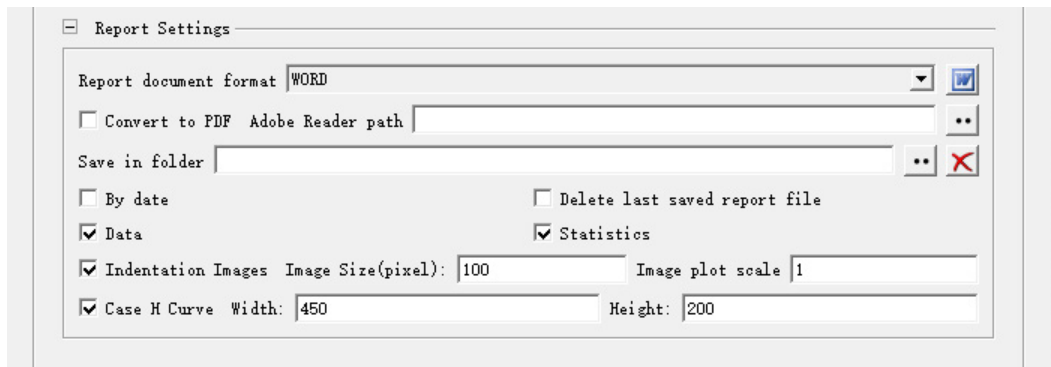 Report Settings
Report document format WORD
Convert to PDF Adobe Reader path
Save in folder
By date Delete last saved report file
Data Statistics
Indentation Images Image Size(pixel): 100 Image plot scale 1
Case H Curve Width: 450 Height: 200